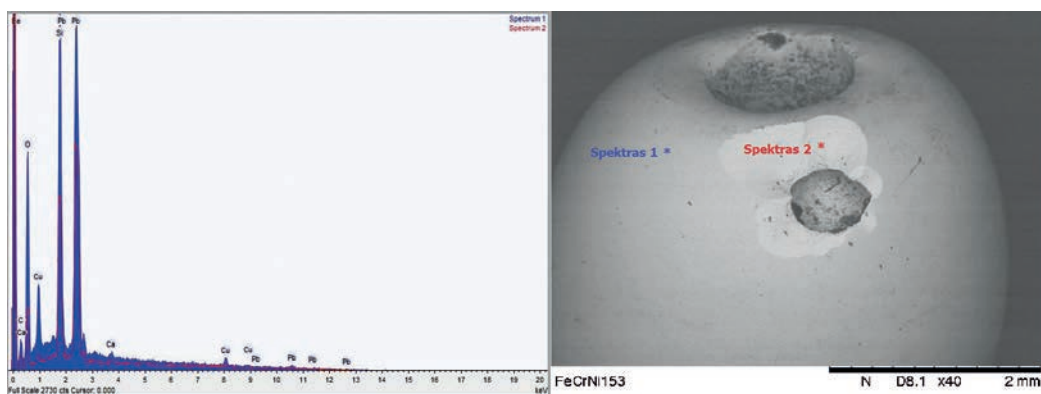 Pb Pb
Spectrum 1
Spectrum 2
Si
O
Cu
C
Ca
Ca
Cu
Cu
Pb
Pb
Pb
Pb
0 1 2 3 4 5 6 7 8 9 10 11 12 13 14 15 16 17 18 19 20
Full Scale 2730 cts Cursor: 0.000
keV
Spektras 1 *
Spektras 2 *
FeCrNi153
N D8.1 x40 2 mm